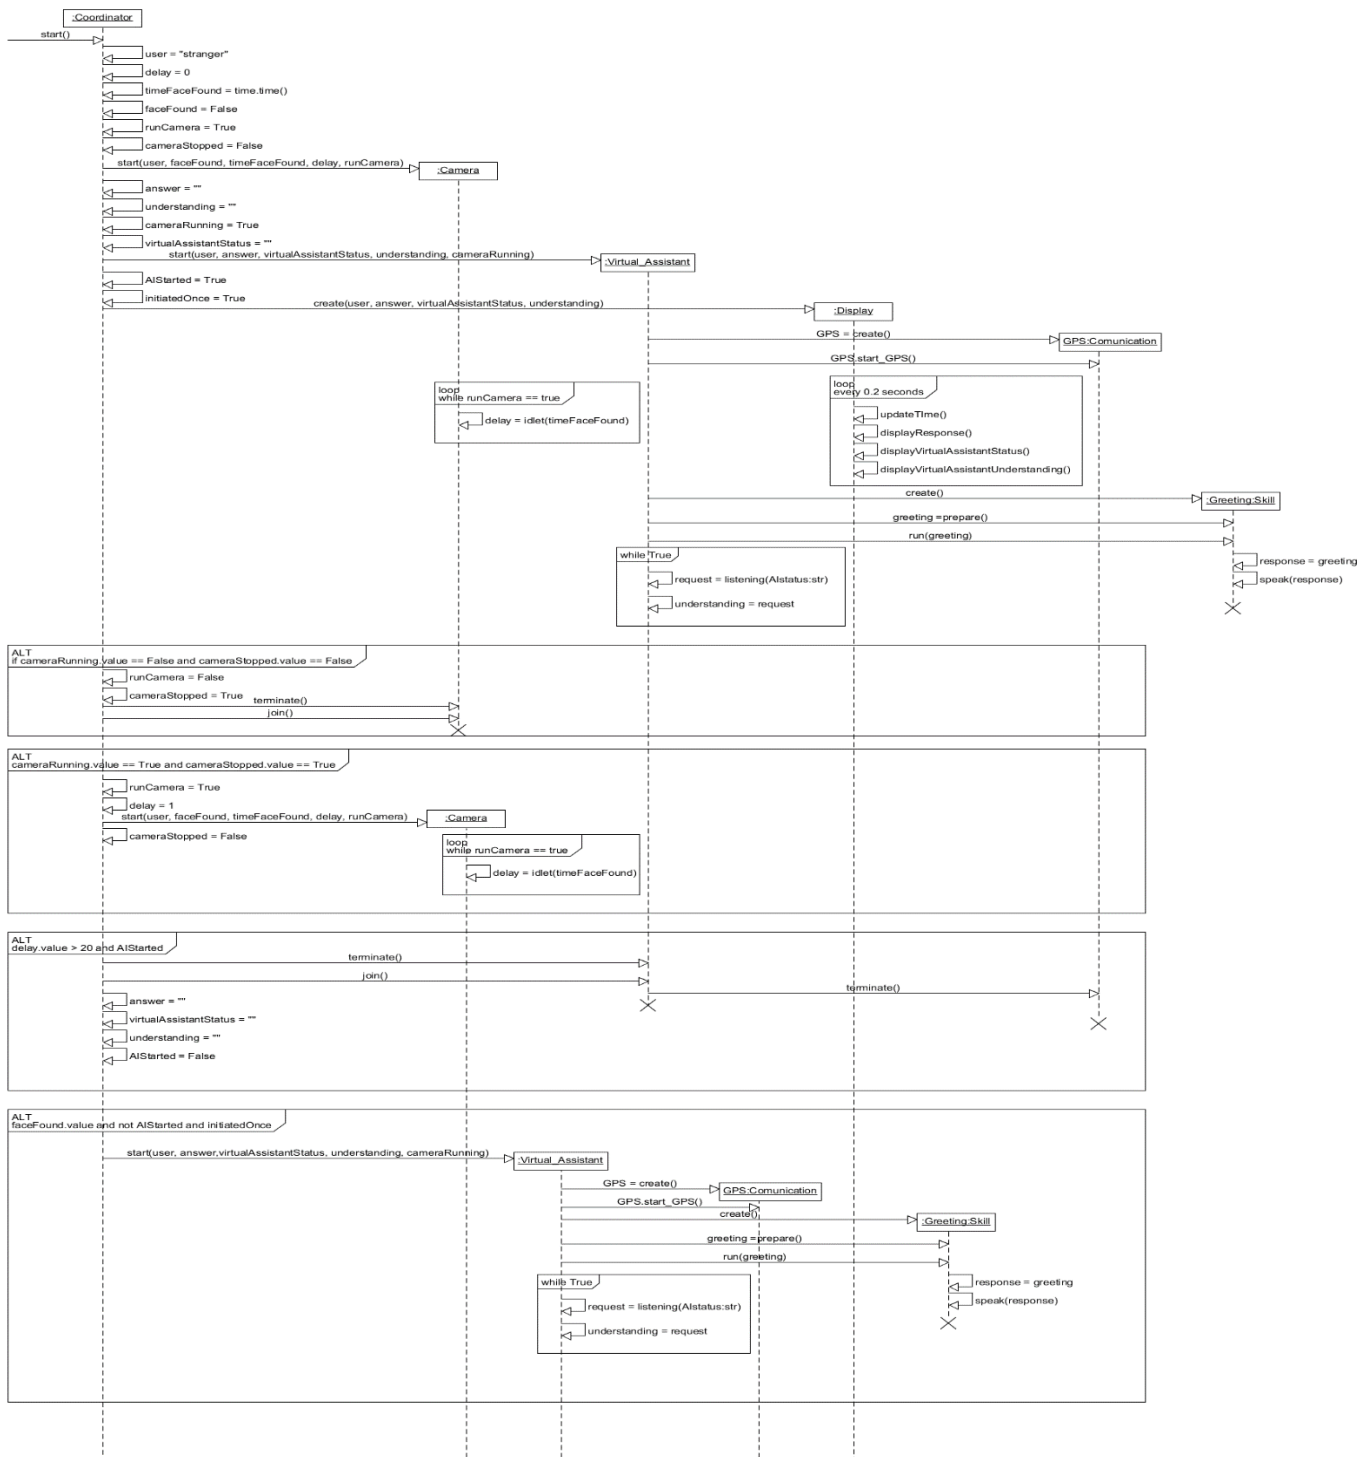 :Coordinator
start()
user = "stranger"
delay = 0
timeFaceFound = time.time()
faceFound = False
runCamera = True
cameraStopped = False
start(user, faceFound, timeFaceFound, delay, runCamera)
:Camera
answer = ""
understanding = ""
cameraRunning = True
virtualAssistantStatus = ""
start(user, answer, virtualAssistantStatus, understanding, cameraRunning)
:Virtual_Assistant
AIStarted = True
initiatedOnce = True
create(user, answer, virtualAssistantStatus, understanding)
:Display
GPS = create()
GPS:Comunication
GPS.start_GPS()
loop
while runCamera == true
delay = idlet(timeFaceFound)
loop
every 0.2 seconds
updateTIme()
displayResponse()
displayVirtualAssistantStatus()
displayVirtualAssistantUnderstanding()
create()
:Greeting:Skill
greeting =prepare()
run(greeting)
response = greeting
speak(response)
while True
request = listening(AIstatus:str)
understanding = request
ALT
if cameraRunning.value == False and cameraStopped.value == False
runCamera = False
cameraStopped = True
terminate()
join()
ALT
cameraRunning.value == True and cameraStopped.value == True
runCamera = True
delay = 1
start(user, faceFound, timeFaceFound, delay, runCamera)
:Camera
cameraStopped = False
loop
while runCamera == true
delay = idlet(timeFaceFound)
ALT
delay.value > 20 and AIStarted
terminate()
join()
terminate()
answer = ""
virtualAssistantStatus = ""
understanding = ""
AIStarted = False
ALT
faceFound.value and not AIStarted and initiatedOnce
start(user, answer,virtualAssistantStatus, understanding, cameraRunning)
:Virtual_Assistant
GPS = create()
GPS:Comunication
GPS.start_GPS()
create()
:Greeting:Skill
greeting =prepare()
run(greeting)
response = greeting
speak(response)
while True
request = listening(AIstatus:str)
understanding = request